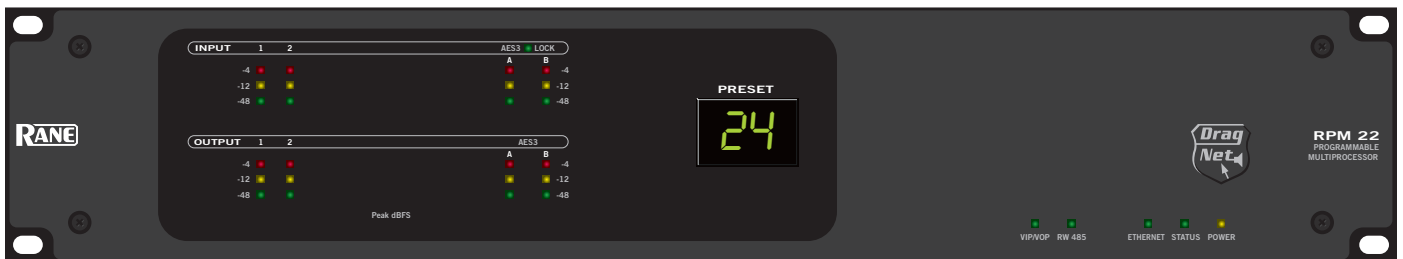 INPUT 1 2 AES3 LOCK
A B
-4 -4
-12 -12
-48 -48
PRESET
24
RANE
OUTPUT 1 2 AES3
A B
-4 -4
-12 -12
-48 -48
Peak dBFS
Drag
Net
RPM 22
PROGRAMMABLE
MULTIPROCESSOR
VIP/VOP RW 485 ETHERNET STATUS POWER